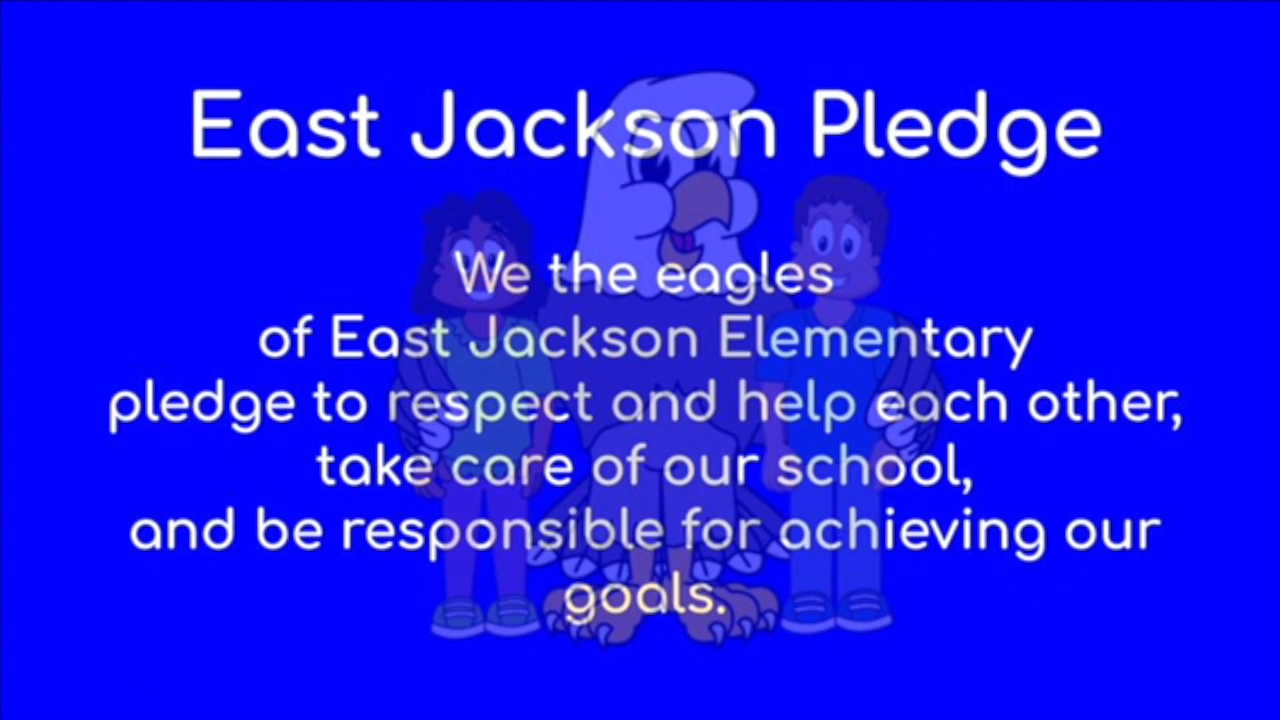 East Jackson Pledge
We the eagles
of East Jackson Elementary
pledge to respect and help each other,
take care of our school,
and be responsible for achieving our
goals.